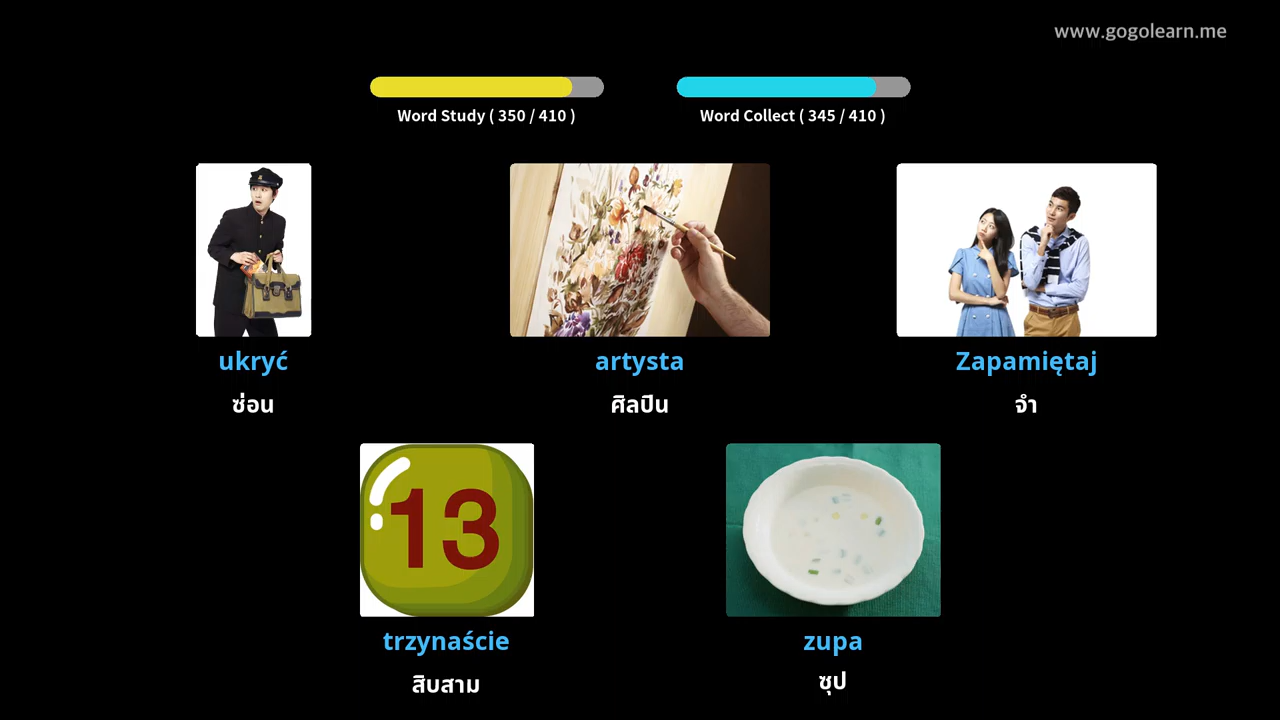 www.gogolearn.me
Word Study ( 350 / 410 )
Word Collect ( 345 / 410 )
ukryć
artysta
Zapamiętaj
ซ่อน
ศิลปิน
จำ
13
trzynaście
zupa
สิบสาม
ซุป